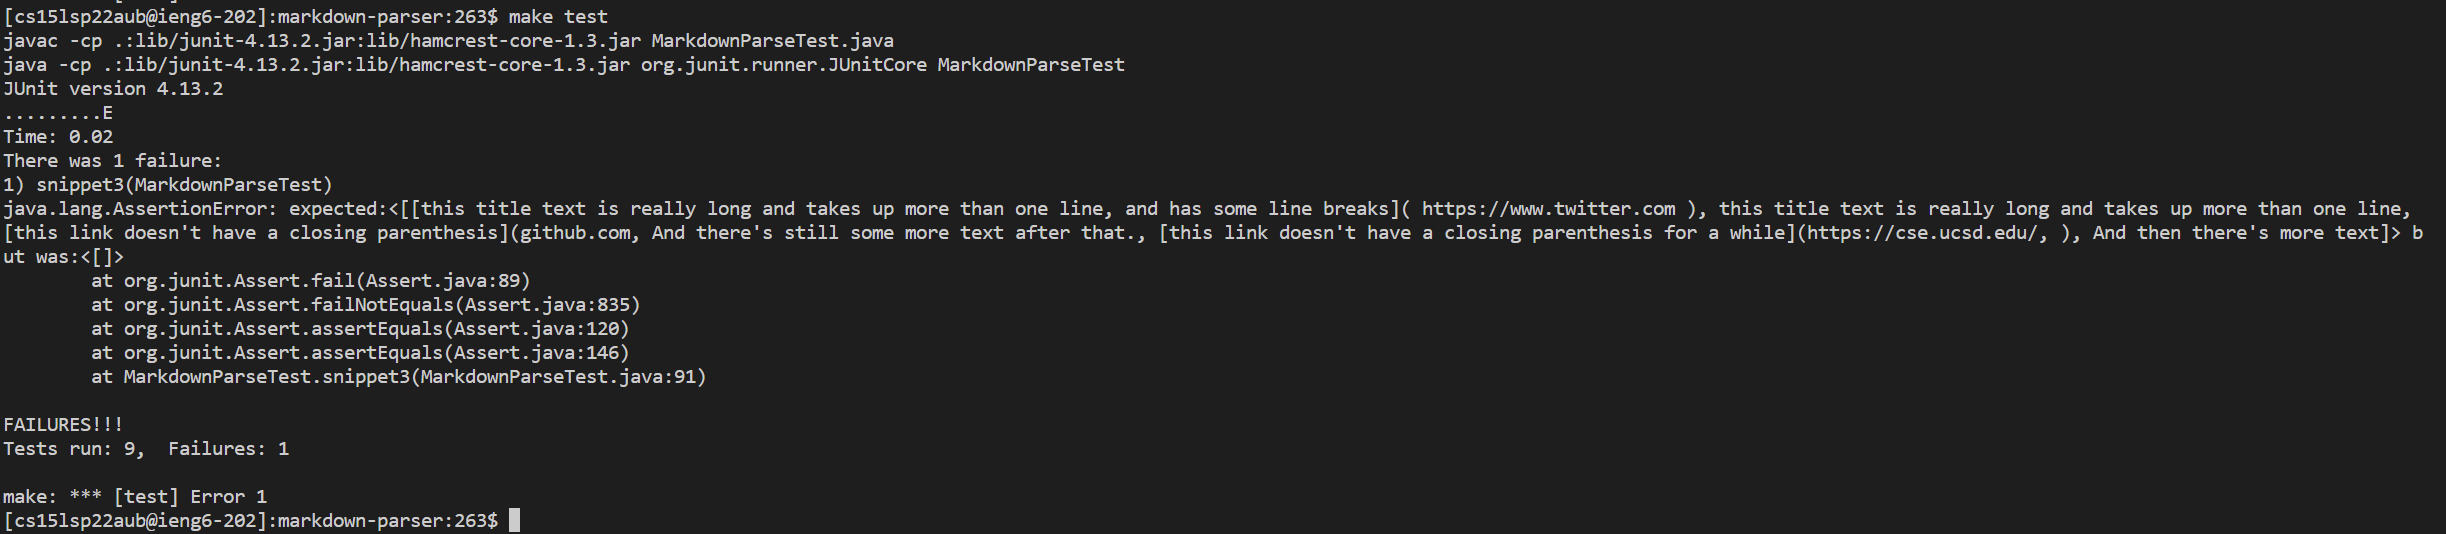 [cs15lsp22aub@ieng6-202]:markdown-parser:263$ make test
javac -cp .:lib/junit-4.13.2.jar:lib/hamcrest-core-1.3.jar MarkdownParseTest.java
java -cp .:lib/junit-4.13.2.jar:lib/hamcrest-core-1.3.jar org.junit.runner.JUnitCore MarkdownParseTest
JUnit version 4.13.2
.........E
Time: 0.02
There was 1 failure:
1) snippet3(MarkdownParseTest)
java.lang.AssertionError: expected:<[[this title text is really long and takes up more than one line, and has some line breaks]( https://www.twitter.com ), this title text is really long and takes up more than one line,
[this link doesn't have a closing parenthesis](github.com, And there's still some more text after that., [this link doesn't have a closing parenthesis for a while](https://cse.ucsd.edu/, ), And then there's more text]> b
ut was:<[]>
        at org.junit.Assert.fail(Assert.java:89)
        at org.junit.Assert.failNotEquals(Assert.java:835)
        at org.junit.Assert.assertEquals(Assert.java:120)
        at org.junit.Assert.assertEquals(Assert.java:146)
        at MarkdownParseTest.snippet3(MarkdownParseTest.java:91)

FAILURES!!!
Tests run: 9,  Failures: 1

make: *** [test] Error 1
[cs15lsp22aub@ieng6-202]:markdown-parser:263$